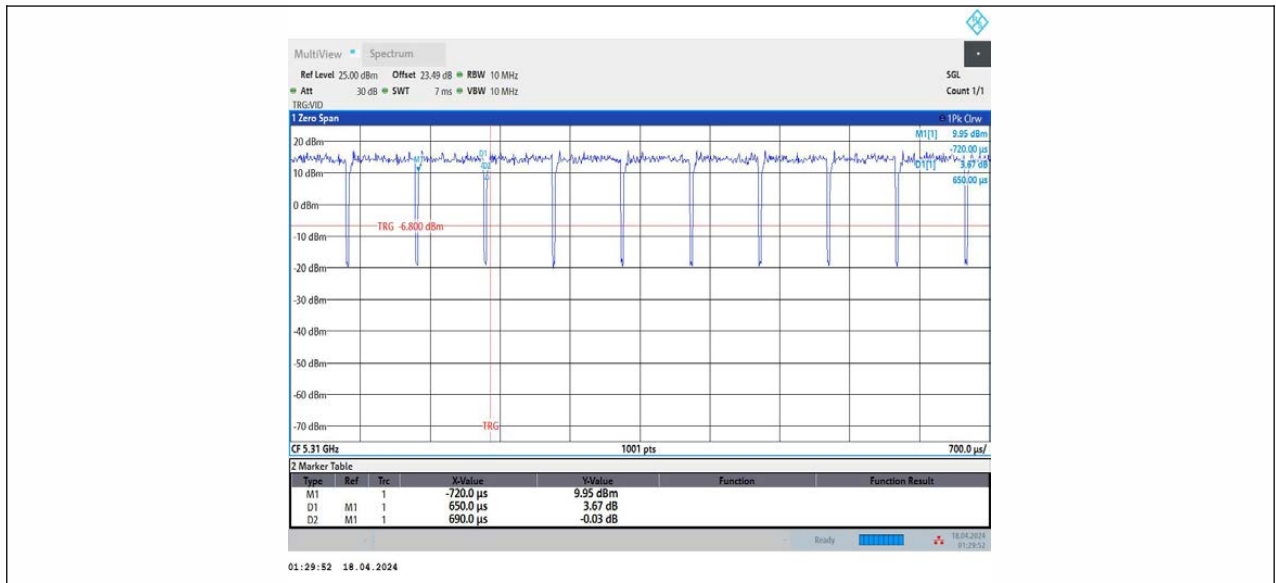 MultiView Spectrum
Ref Level 25.00 dBm Offset 23.49 dB RBW 10 MHz SGL
Att 30 dB SWT 7 ms VBW 10 MHz Count 1/1
TRG:VID
1 Zero Span 1Pk Clrw
M1[1] 9.95 dBm
-720.00 µs
D1[1] 3.67 dB
650.00 µs
20 dBm
M1 D1
D2
10 dBm
0 dBm
TRG -6.800 dBm
-10 dBm
-20 dBm
-30 dBm
-40 dBm
-50 dBm
-60 dBm
-70 dBm
TRG
CF 5.31 GHz 1001 pts 700.0 µs/
2 Marker Table
Type Ref Trc X-Value Y-Value Function Function Result
M1 1 -720.0 µs 9.95 dBm
D1 M1 1 650.0 µs 3.67 dB
D2 M1 1 690.0 µs -0.03 dB
Ready 18.04.2024
01:29:52
01:29:52 18.04.2024